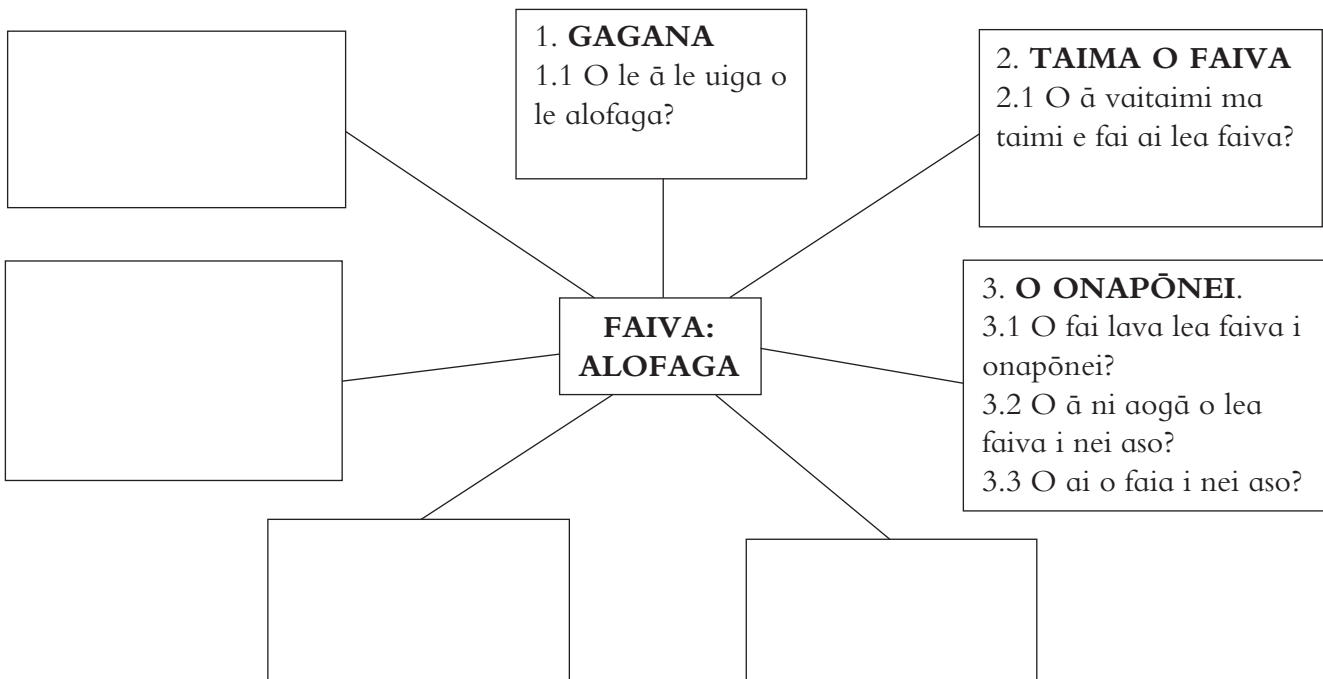 1. GAGANA
1.1 O le ā le uiga o
le alofaga?
2. TAIMA O FAIVA
2.1 O ā vaitaimi ma
taimi e fai ai lea faiva?
3. O ONAPŌNEI.
3.1 O fai lava lea faiva i
onapōnei?
3.2 O ā ni aogā o lea
faiva i nei aso?
3.3 O ai o faia i nei aso?
FAIVA:
ALOFAGA